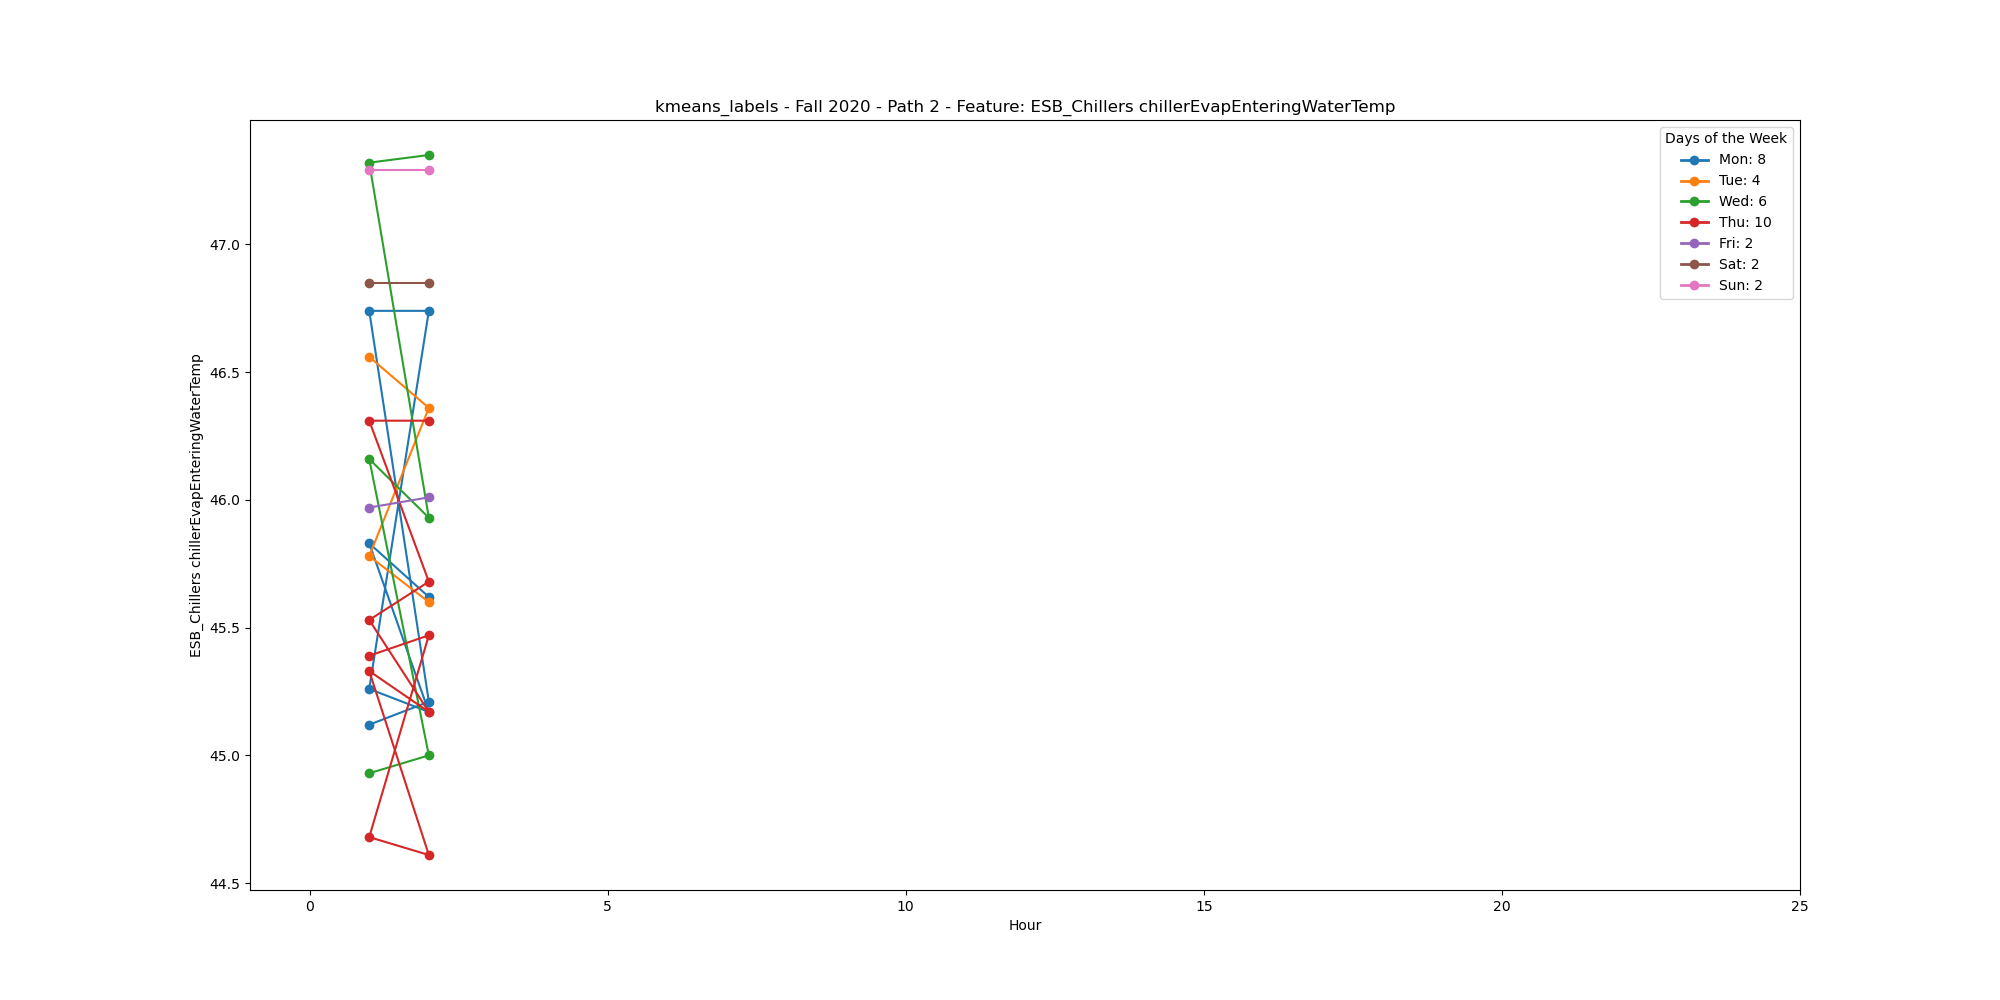 kmeans_labels - Fall 2020 - Path 2 - Feature: ESB_Chillers chillerEvapEnteringWaterTemp
Days of the Week
Mon: 8
Tue: 4
Wed: 6
Thu: 10
Fri: 2
Sat: 2
Sun: 2
ESB_Chillers chillerEvapEnteringWaterTemp
47.0
46.5
46.0
45.5
45.0
44.5
0 5 10 15 20 25
Hour